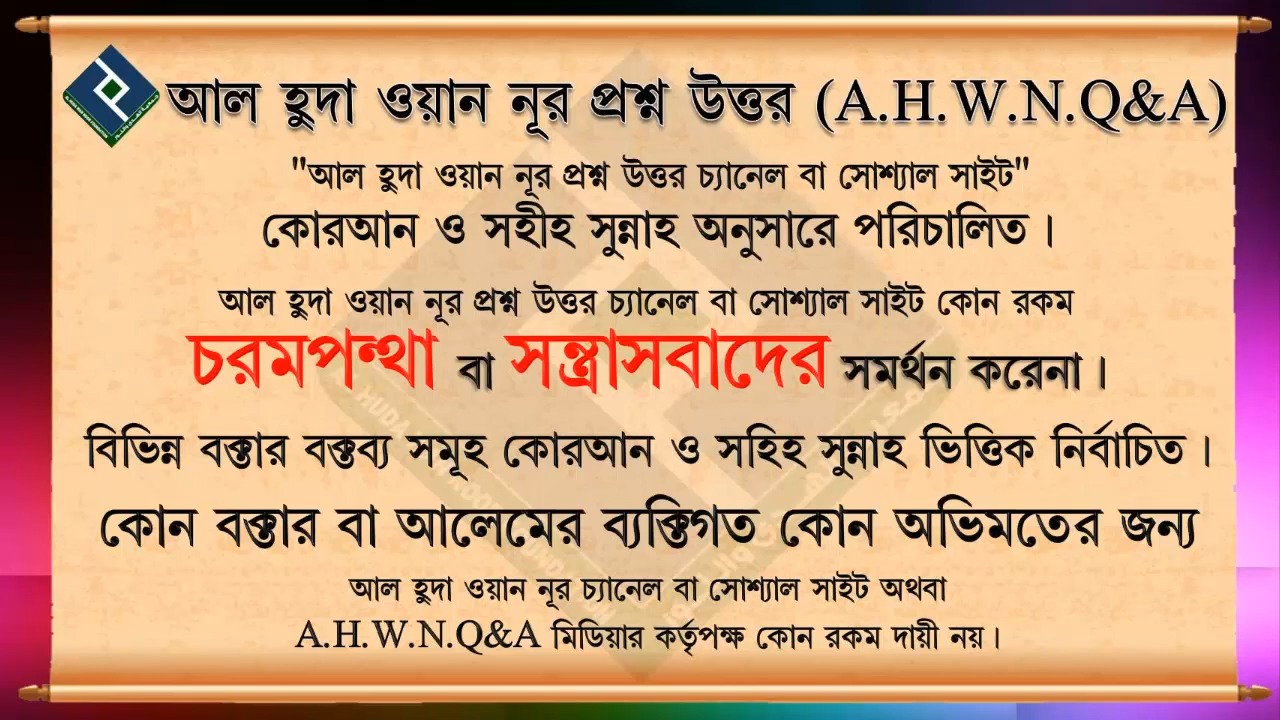 আল হুদা ওয়ান নূর প্রশ্ন উত্তর (A.H.W.N.Q&A)
"আল হুদা ওয়ান নূর প্রশ্ন উত্তর চ্যানেল বা সোশ্যাল সাইট"
কোরআন ও সহীহ সুন্নাহ অনুসারে পরিচালিত।
আল হুদা ওয়ান নূর প্রশ্ন উত্তর চ্যানেল বা সোশ্যাল সাইট কোন রকম
চরমপন্থা বা সন্ত্রাসবাদের সমর্থন করেনা।
বিভিন্ন বক্তার বক্তব্য সমূহ কোরআন ও সহিহ সুন্নাহ ভিত্তিক নির্বাচিত।
কোন বক্তার বা আলেমের ব্যক্তিগত কোন অভিমতের জন্য
আল হুদা ওয়ান নূর চ্যানেল বা সোশ্যাল সাইট অথবা
A.H.W.N.Q&A মিডিয়ার কর্তৃপক্ষ কোন রকম দায়ী নয়।